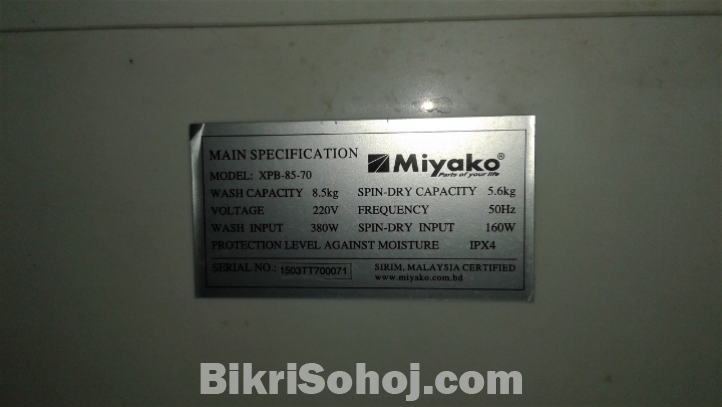 MAIN SPECIFICATION Miyako®
Parts of your life
MODEL: XPB-85-70
WASH CAPACITY 8.5kg SPIN-DRY CAPACITY 5.6kg
VOLTAGE 220V FREQUENCY 50Hz
WASH INPUT 380W SPIN-DRY INPUT 160W
PROTECTION LEVEL AGAINST MOISTURE IPX4
SERIAL NO.: 1503TT700071 SIRIM, MALAYSIA CERTIFIED
www.miyako.com.bd
BikriSohoj.com